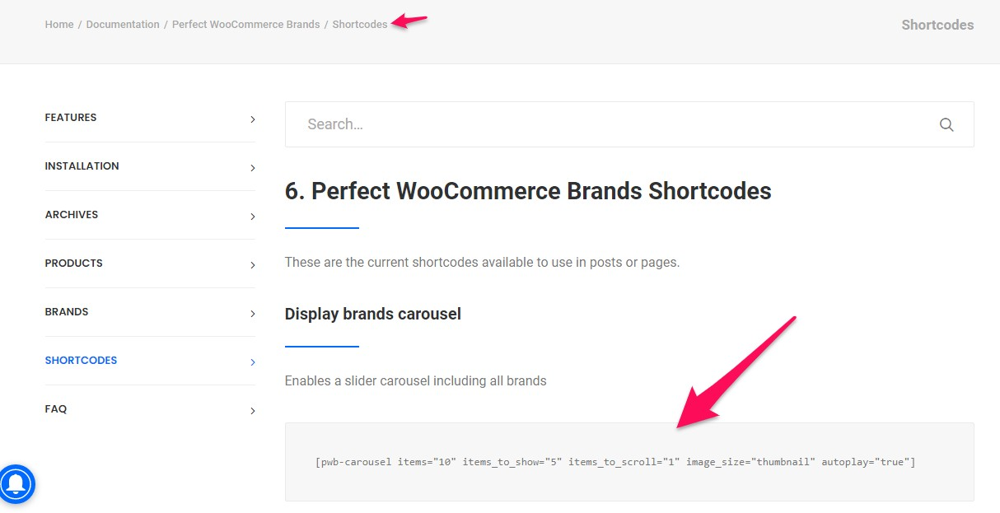 Home / Documentation / Perfect WooCommerce Brands / Shortcodes
Shortcodes
FEATURES
INSTALLATION
ARCHIVES
PRODUCTS
BRANDS
SHORTCODES
FAQ
Search...
6. Perfect WooCommerce Brands Shortcodes
These are the current shortcodes available to use in posts or pages.
Display brands carousel
Enables a slider carousel including all brands
[pwb-carousel items="10" items_to_show="5" items_to_scroll="1" image_size="thumbnail" autoplay="true"]